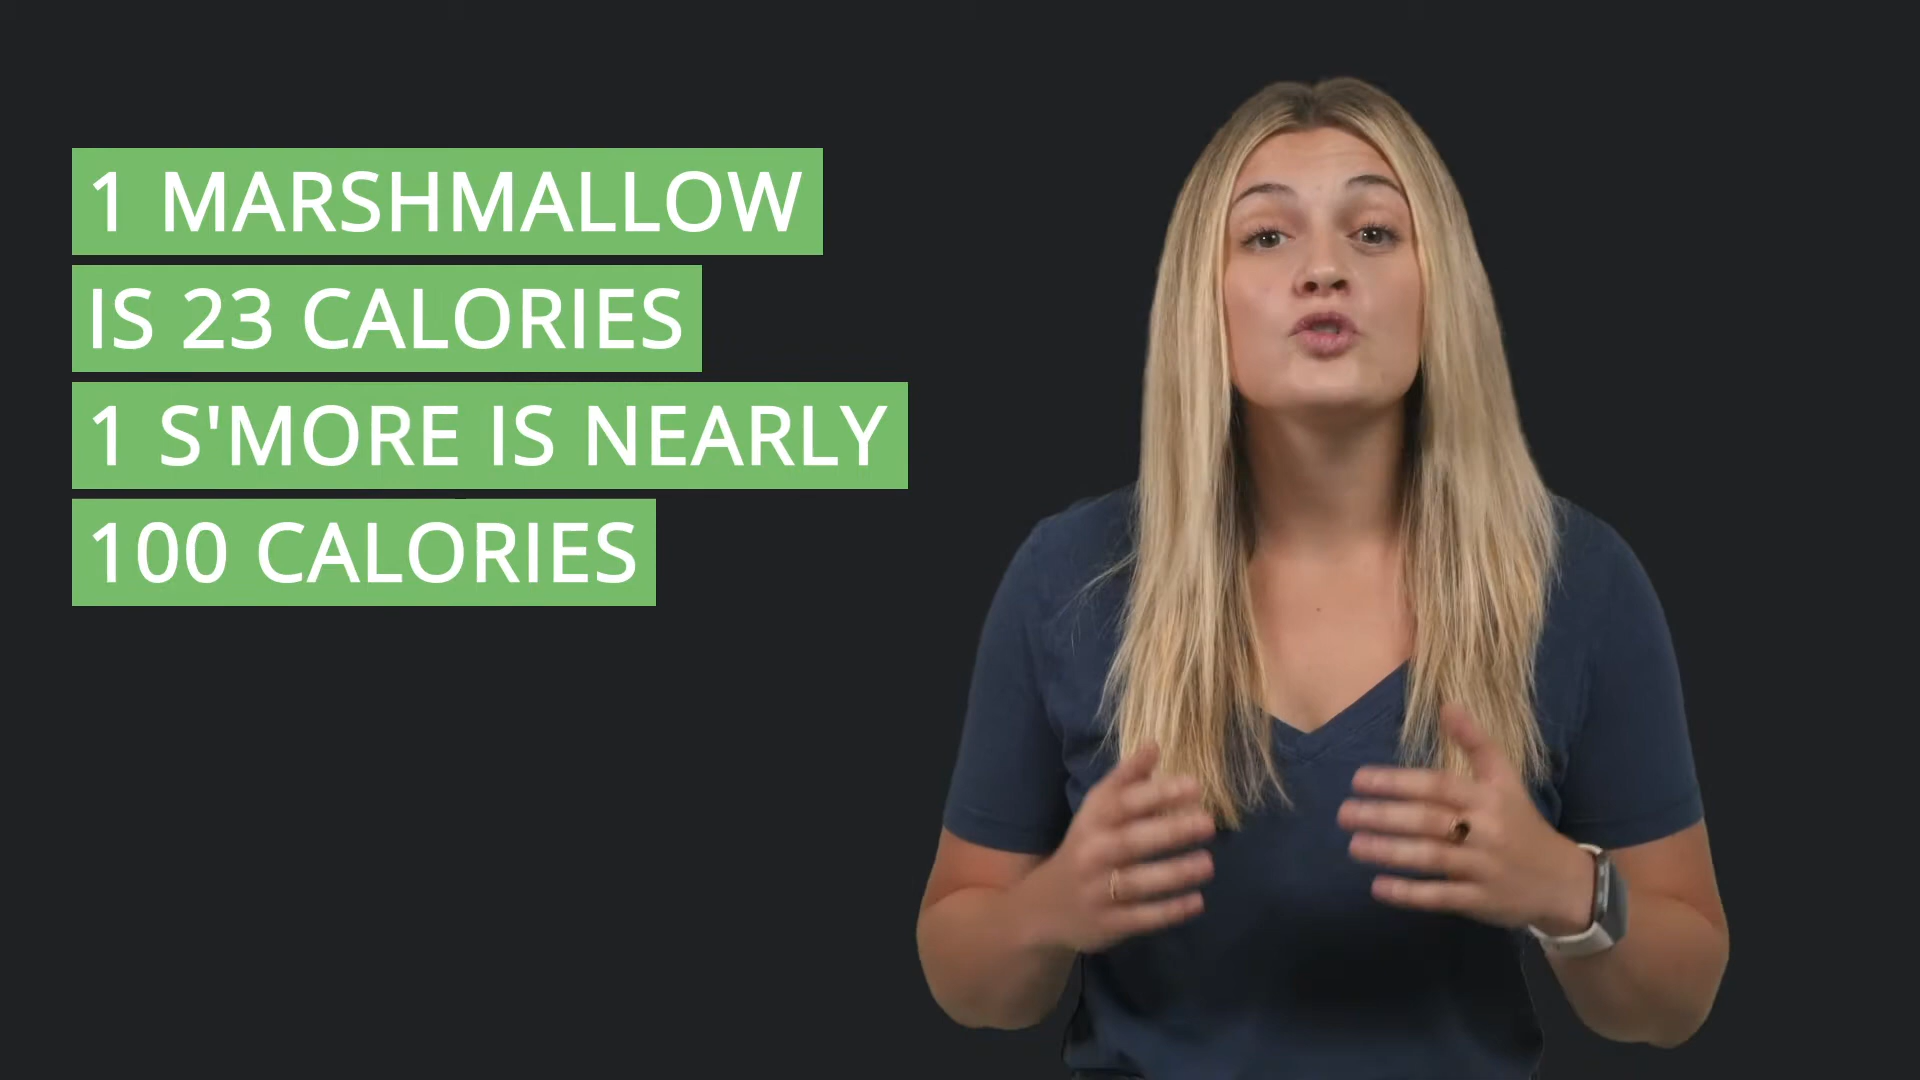 1 MARSHMALLOW
IS 23 CALORIES
1 S'MORE IS NEARLY
100 CALORIES